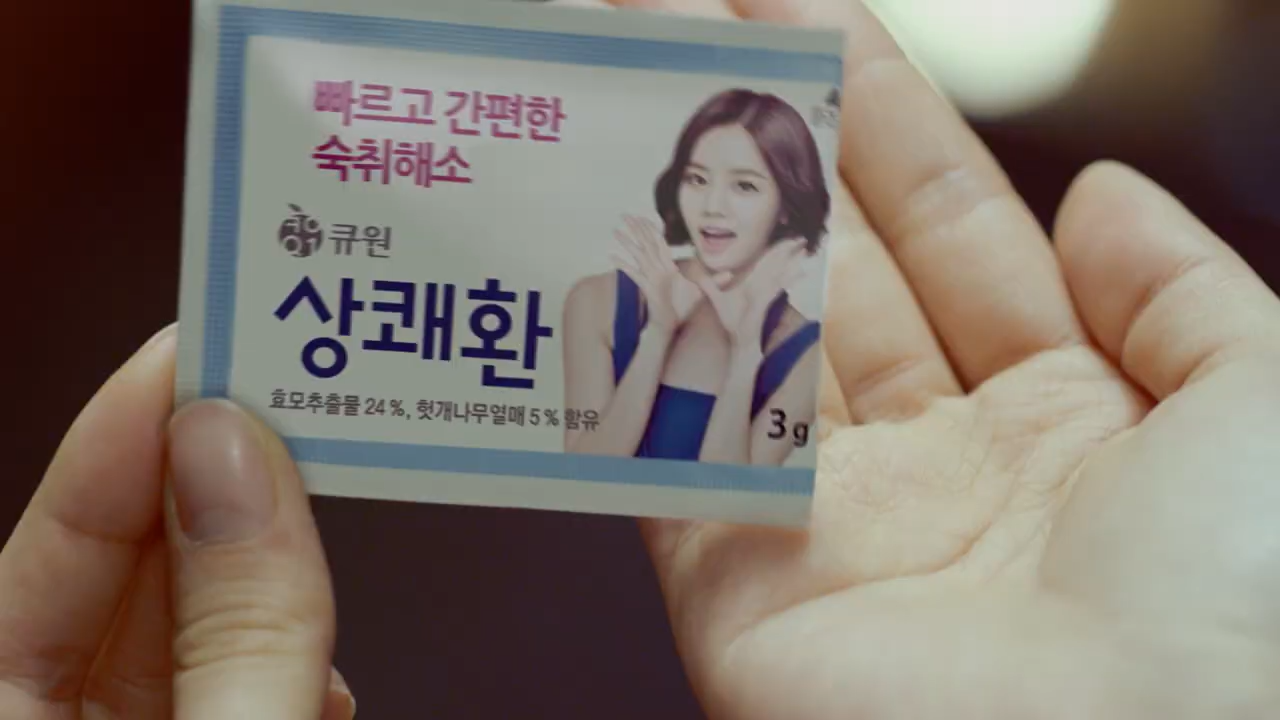 빠르고 간편한
숙취해소
큐원
상쾌환
효모추출물 24 %, 헛개나무열매 5 % 함유
3 g